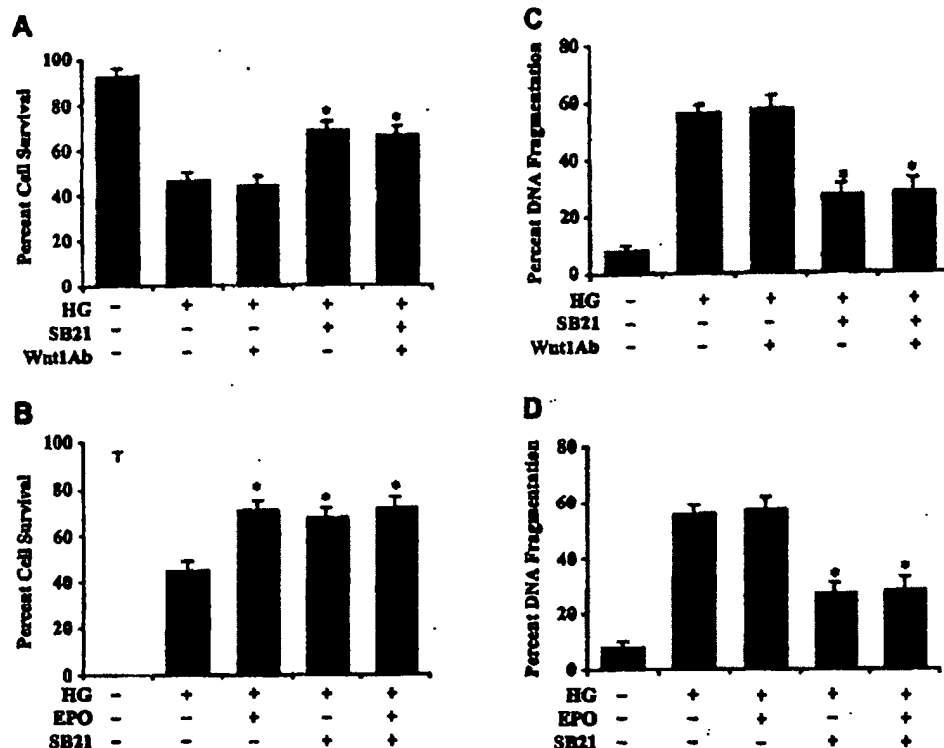 A
Percent Cell Survival
100
80
60
40
20
0
* *
HG - + + + +
SB21 - - - + +
Wnt1Ab - - + - +
B
Percent Cell Survival
100
80
60
40
20
0
* * *
HG - + + + +
EPO - - + - +
SB21 - - - + +
C
Percent DNA Fragmentation
80
60
40
20
0
* *
HG - + + + +
SB21 - - - + +
Wnt1Ab - - + - +
D
Percent DNA Fragmentation
80
60
40
20
0
* *
HG - + + + +
EPO - - + - +
SB21 - - - + +